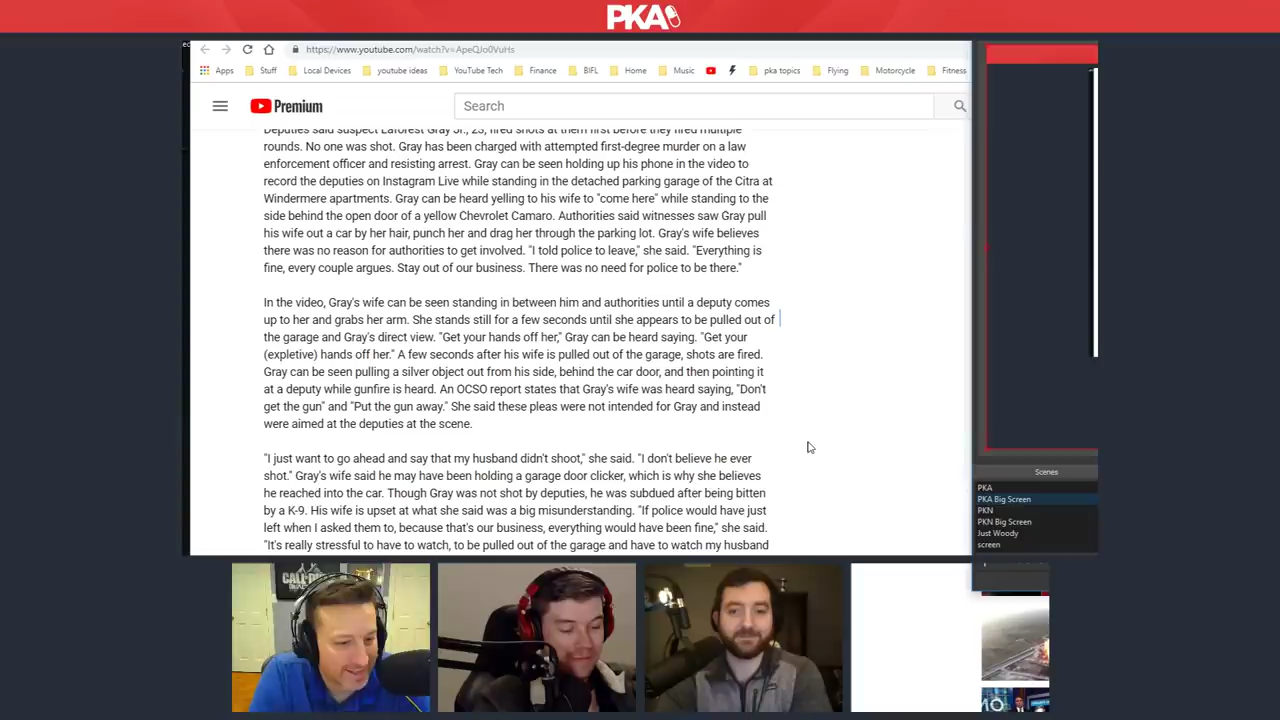 PKA
https://www.youtube.com/watch?v=ApeQJo0VuHs
Apps Stuff Local Devices youtube ideas YouTube Tech Finance BIFL Home Music pka topics Flying Motorcycle Fitness
Premium
Search
Deputies said suspect Laforest Gray Jr., 23, fired shots at them first before they fired multiple
rounds. No one was shot. Gray has been charged with attempted first-degree murder on a law
enforcement officer and resisting arrest. Gray can be seen holding up his phone in the video to
record the deputies on Instagram Live while standing in the detached parking garage of the Citra at
Windermere apartments. Gray can be heard yelling to his wife to "come here" while standing to the
side behind the open door of a yellow Chevrolet Camaro. Authorities said witnesses saw Gray pull
his wife out a car by her hair, punch her and drag her through the parking lot. Gray's wife believes
there was no reason for authorities to get involved. "I told police to leave," she said. "Everything is
fine, every couple argues. Stay out of our business. There was no need for police to be there."
In the video, Gray's wife can be seen standing in between him and authorities until a deputy comes
up to her and grabs her arm. She stands still for a few seconds until she appears to be pulled out of
the garage and Gray's direct view. "Get your hands off her," Gray can be heard saying. "Get your
(expletive) hands off her." A few seconds after his wife is pulled out of the garage, shots are fired.
Gray can be seen pulling a silver object out from his side, behind the car door, and then pointing it
at a deputy while gunfire is heard. An OCSO report states that Gray's wife was heard saying, "Don't
get the gun" and "Put the gun away." She said these pleas were not intended for Gray and instead
were aimed at the deputies at the scene.
"I just want to go ahead and say that my husband didn't shoot," she said. "I don't believe he ever
shot." Gray's wife said he may have been holding a garage door clicker, which is why she believes
he reached into the car. Though Gray was not shot by deputies, he was subdued after being bitten
by a K-9. His wife is upset at what she said was a big misunderstanding. "If police would have just
left when I asked them to, because that's our business, everything would have been fine," she said.
"It's really stressful to have to watch, to be pulled out of the garage and have to watch my husband
Scenes
PKA
PKA Big Screen
PKN
PKN Big Screen
Just Woody
screen
CALL OF DUTY